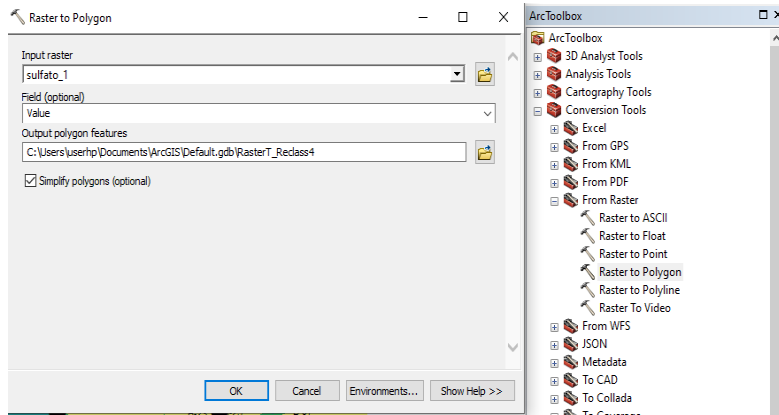 Raster to Polygon
Input raster
sulfato_1
Field (optional)
Value
Output polygon features
C:\Users\userhp\Documents\ArcGIS\Default.gdb\RasterT_Reclass4
Simplify polygons (optional)
OK
Cancel
Environments...
Show Help >>
ArcToolbox
ArcToolbox
3D Analyst Tools
Analysis Tools
Cartography Tools
Conversion Tools
Excel
From GPS
From KML
From PDF
From Raster
Raster to ASCII
Raster to Float
Raster to Point
Raster to Polygon
Raster to Polyline
Raster To Video
From WFS
JSON
Metadata
To CAD
To Collada
To Coverage